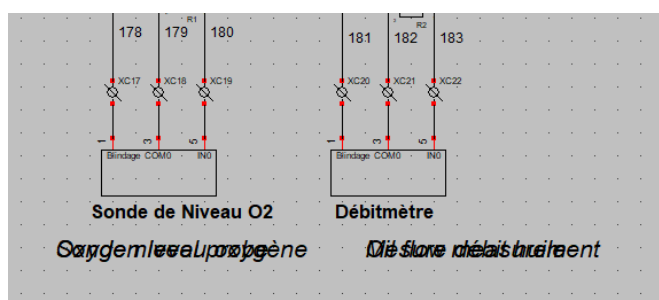 R1
R2
178 179 180
181 182 183
XC17 XC18 XC19
XC20 XC21 XC22
1 3 5
1 3 5
Blindage COM0 IN0
Blindage COM0 IN0
Sonde de Niveau O2
Débitmètre